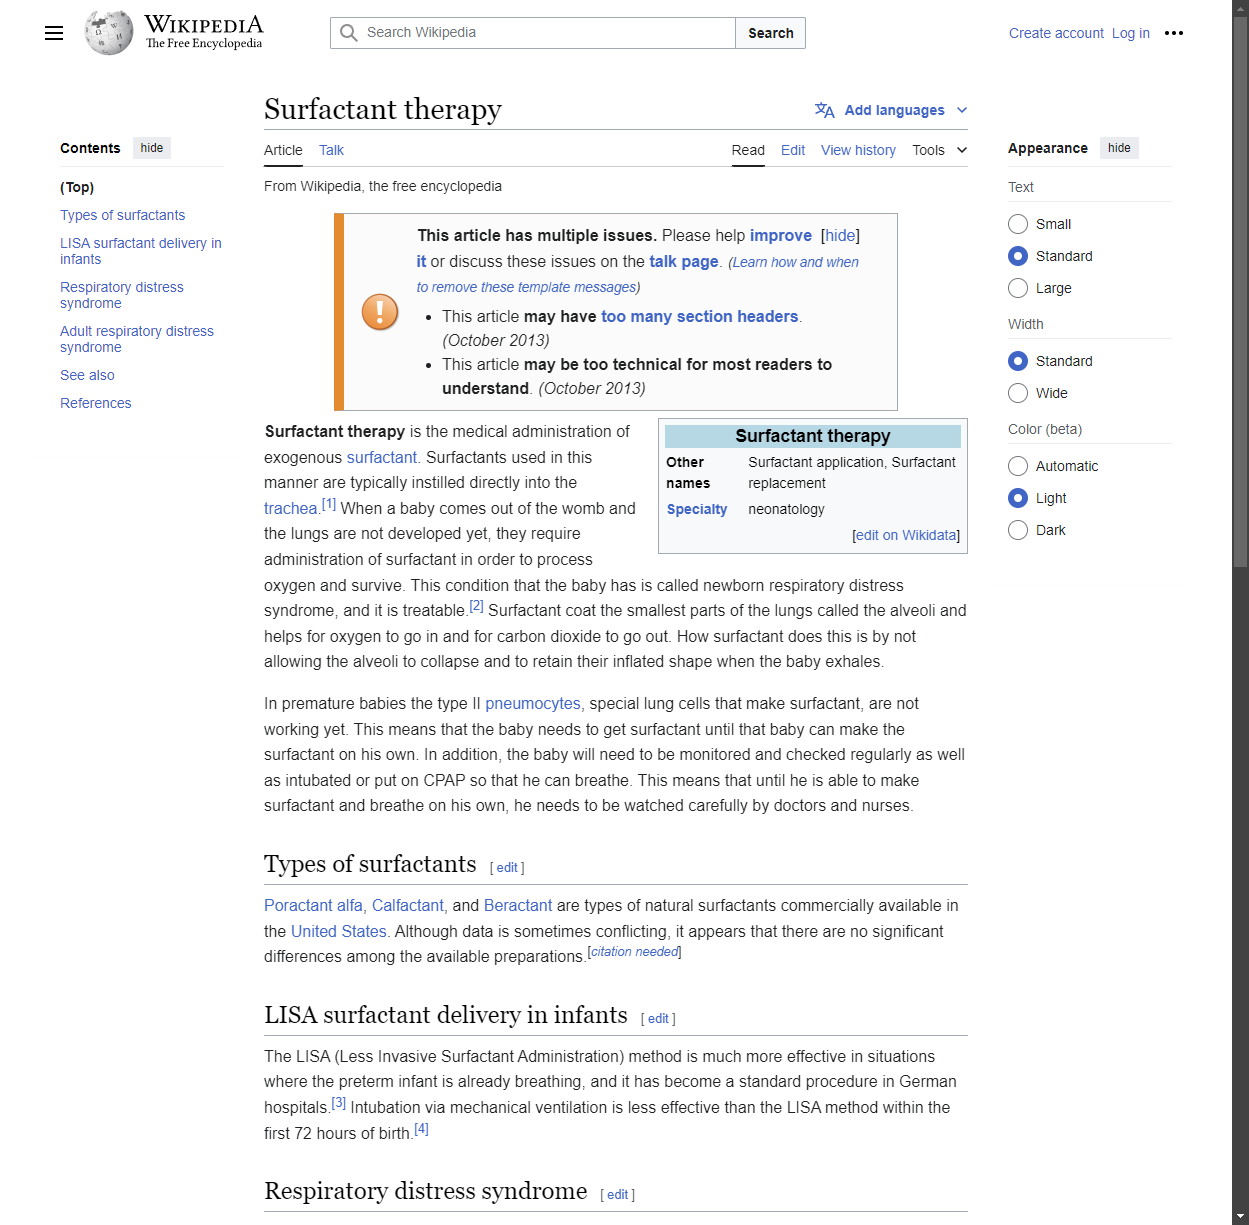 WIKIPEDIA
The Free Encyclopedia
Search Wikipedia
Search
Create account Log in
Contents hide
(Top)
Types of surfactants
LISA surfactant delivery in
infants
Respiratory distress
syndrome
Adult respiratory distress
syndrome
See also
References
Surfactant therapy
Add languages
Article Talk
Read Edit View history Tools
From Wikipedia, the free encyclopedia
This article has multiple issues. Please help improve [hide]
it or discuss these issues on the talk page. (Learn how and when
to remove these template messages)
• This article may have too many section headers.
(October 2013)
• This article may be too technical for most readers to
understand. (October 2013)
Surfactant therapy is the medical administration of
exogenous surfactant. Surfactants used in this
manner are typically instilled directly into the
trachea.[1] When a baby comes out of the womb and
the lungs are not developed yet, they require
administration of surfactant in order to process
oxygen and survive. This condition that the baby has is called newborn respiratory distress
syndrome, and it is treatable.[2] Surfactant coat the smallest parts of the lungs called the alveoli and
helps for oxygen to go in and for carbon dioxide to go out. How surfactant does this is by not
allowing the alveoli to collapse and to retain their inflated shape when the baby exhales.
Surfactant therapy
Other Surfactant application, Surfactant
names replacement
Specialty neonatology
[edit on Wikidata]
In premature babies the type II pneumocytes, special lung cells that make surfactant, are not
working yet. This means that the baby needs to get surfactant until that baby can make the
surfactant on his own. In addition, the baby will need to be monitored and checked regularly as well
as intubated or put on CPAP so that he can breathe. This means that until he is able to make
surfactant and breathe on his own, he needs to be watched carefully by doctors and nurses.
Types of surfactants [ edit ]
Poractant alfa, Calfactant, and Beractant are types of natural surfactants commercially available in
the United States. Although data is sometimes conflicting, it appears that there are no significant
differences among the available preparations.[citation needed]
LISA surfactant delivery in infants [ edit ]
The LISA (Less Invasive Surfactant Administration) method is much more effective in situations
where the preterm infant is already breathing, and it has become a standard procedure in German
hospitals.[3] Intubation via mechanical ventilation is less effective than the LISA method within the
first 72 hours of birth.[4]
Respiratory distress syndrome [ edit ]
Appearance hide
Text
Small
Standard
Large
Width
Standard
Wide
Color (beta)
Automatic
Light
Dark